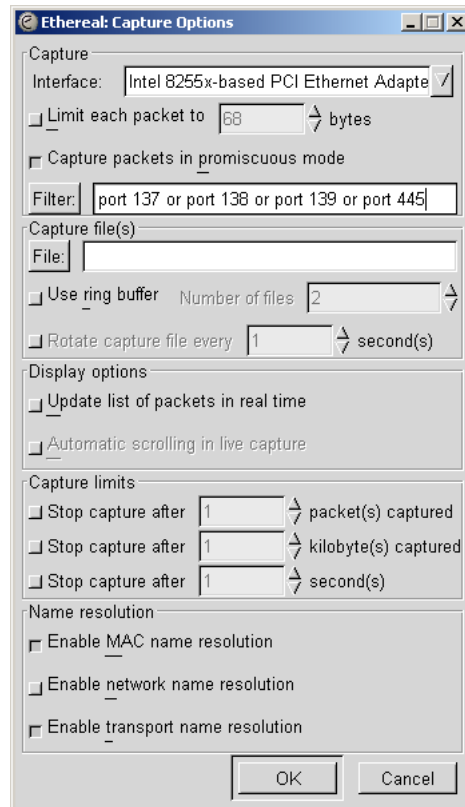 Ethereal: Capture Options
Capture
Interface: Intel 8255x-based PCI Ethernet Adapte
Limit each packet to 68 bytes
Capture packets in promiscuous mode
Filter: port 137 or port 138 or port 139 or port 445
Capture file(s)
File:
Use ring buffer Number of files 2
Rotate capture file every 1 second(s)
Display options
Update list of packets in real time
Automatic scrolling in live capture
Capture limits
Stop capture after 1 packet(s) captured
Stop capture after 1 kilobyte(s) captured
Stop capture after 1 second(s)
Name resolution
Enable MAC name resolution
Enable network name resolution
Enable transport name resolution
OK Cancel